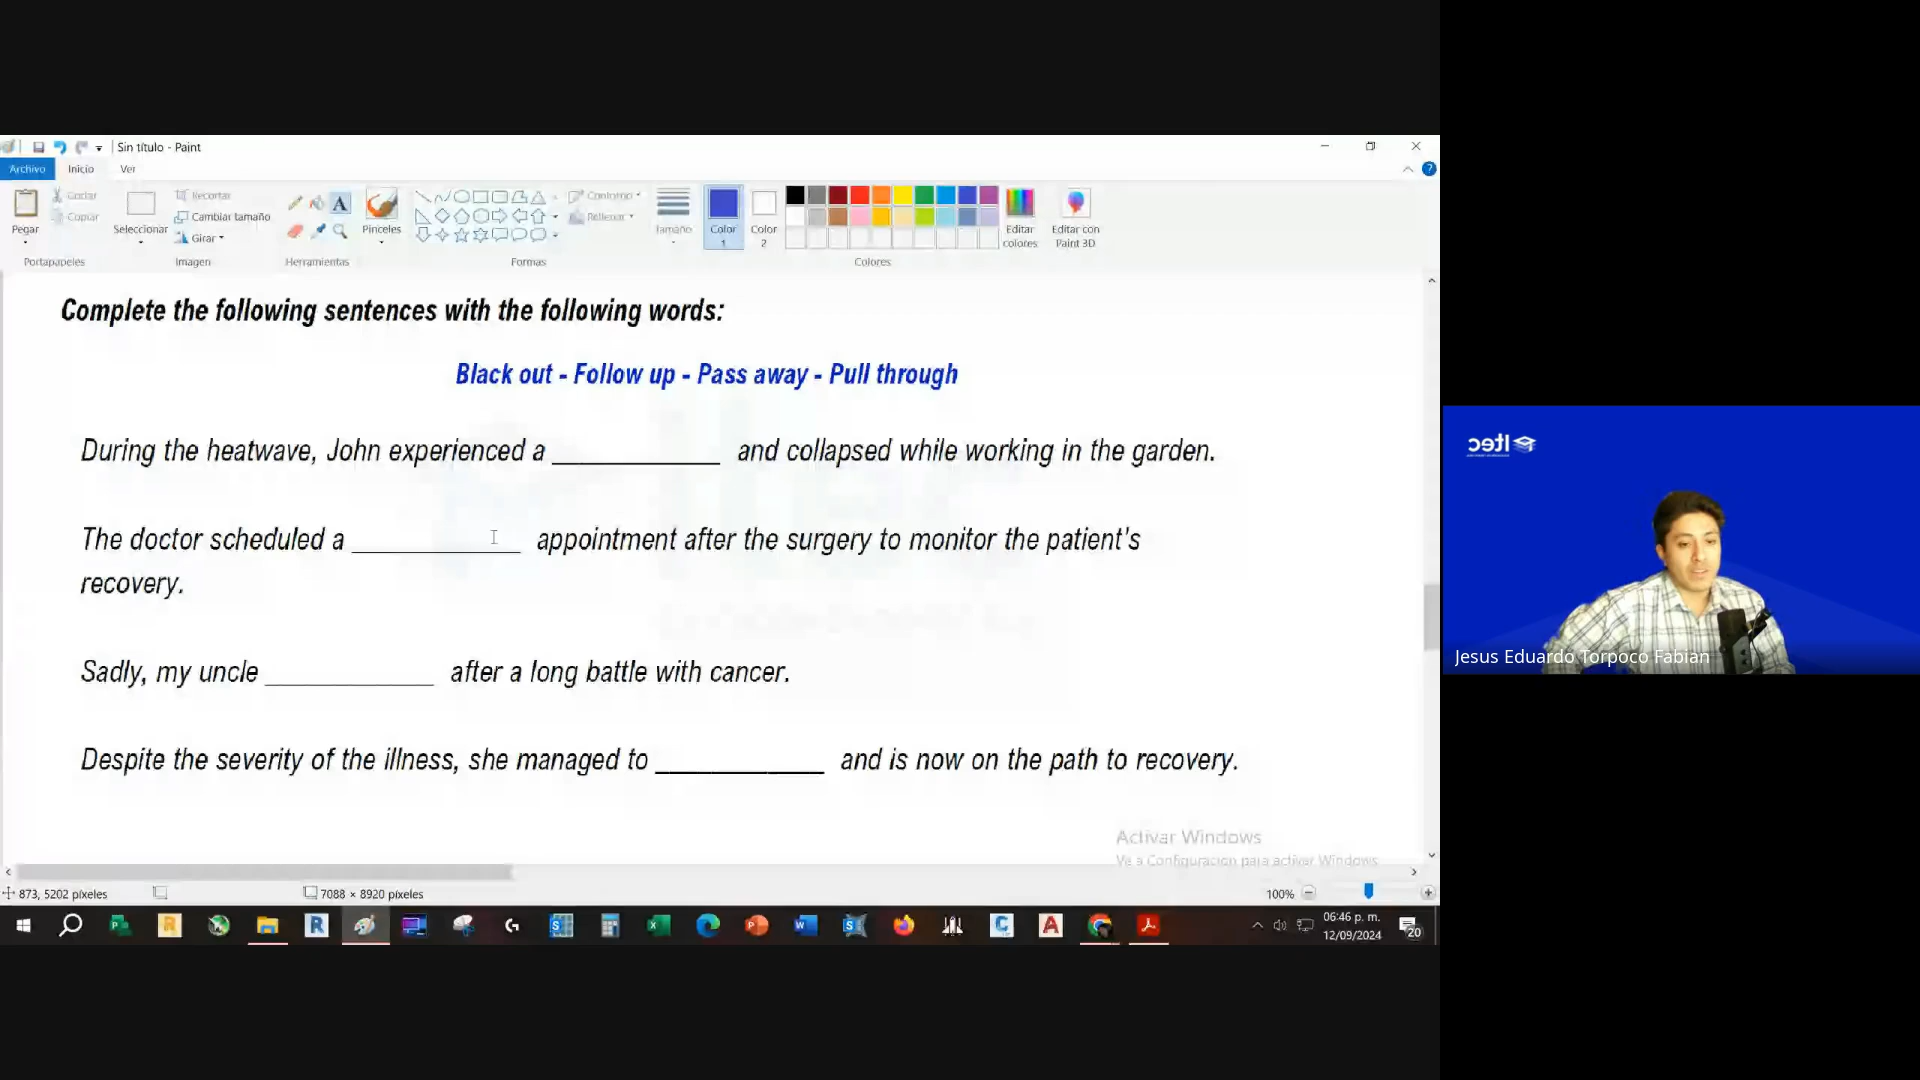 Sin título - Paint
Archivo Inicio Ver
Pegar
Cortar
Copiar
Portapapeles
Seleccionar
Recortar
Cambiar tamaño
Girar
Imagen
A
Herramientas
Pinceles
Formas
Contorno
Rellenar
Tamaño
Color 1
Color 2
Editar colores
Editar con Paint 3D
Colores
Complete the following sentences with the following words:
Black out - Follow up - Pass away - Pull through
During the heatwave, John experienced a ____________ and collapsed while working in the garden.
The doctor scheduled a ____________ appointment after the surgery to monitor the patient's
recovery.
Sadly, my uncle ____________ after a long battle with cancer.
Despite the severity of the illness, she managed to ____________ and is now on the path to recovery.
Activar Windows
Ve a Configuración para activar Windows.
873, 5202 píxeles
7088 × 8920 píxeles
100%
06:46 p. m.
12/09/2024
20
Itec
Jesus Eduardo Torpoco Fabian